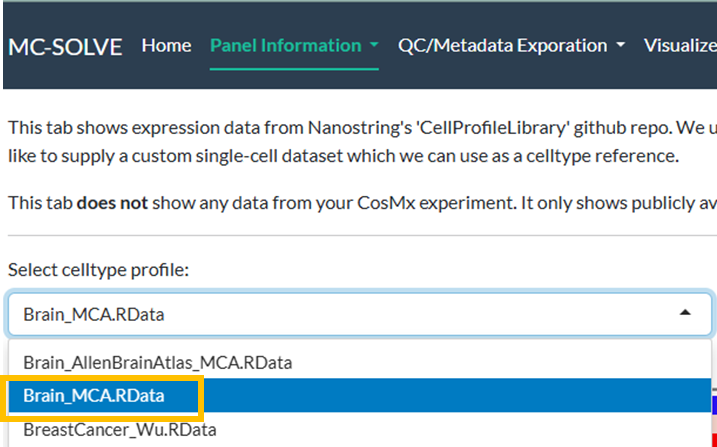 MC-SOLVE Home Panel Information QC/Metadata Exporation Visualize
This tab shows expression data from Nanostring's 'CellProfileLibrary' github repo. We u
like to supply a custom single-cell dataset which we can use as a celltype reference.
This tab does not show any data from your CosMx experiment. It only shows publicly av
Select celltype profile:
Brain_MCA.RData
Brain_AllenBrainAtlas_MCA.RData
Brain_MCA.RData
BreastCancer_Wu.RData